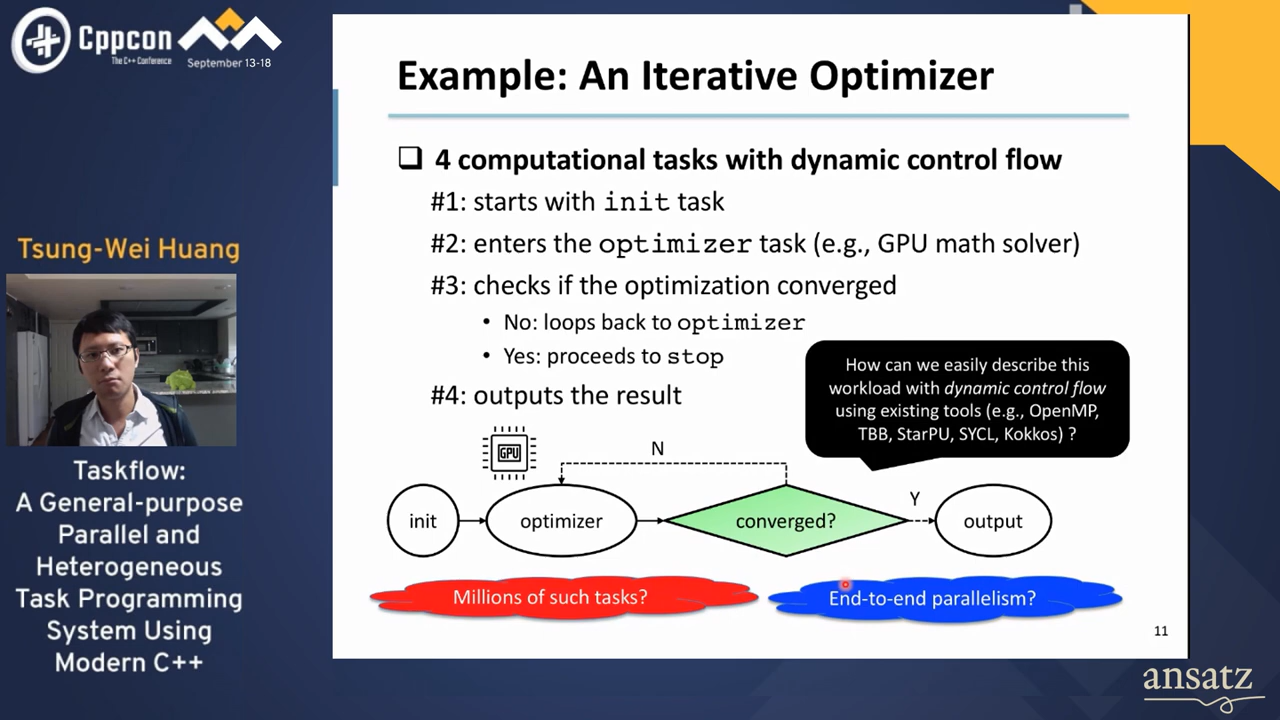 Cppcon
The C++ Conference
September 13-18
Tsung-Wei Huang
Taskflow:
A General-purpose
Parallel and
Heterogeneous
Task Programming
System Using
Modern C++
Example: An Iterative Optimizer
4 computational tasks with dynamic control flow
#1: starts with init task
#2: enters the optimizer task (e.g., GPU math solver)
#3: checks if the optimization converged
• No: loops back to optimizer
• Yes: proceeds to stop
#4: outputs the result
How can we easily describe this
workload with dynamic control flow
using existing tools (e.g., OpenMP,
TBB, StarPU, SYCL, Kokkos) ?
GPU
N
init
optimizer
converged?
Y
output
Millions of such tasks?
End-to-end parallelism?
11
ansatz